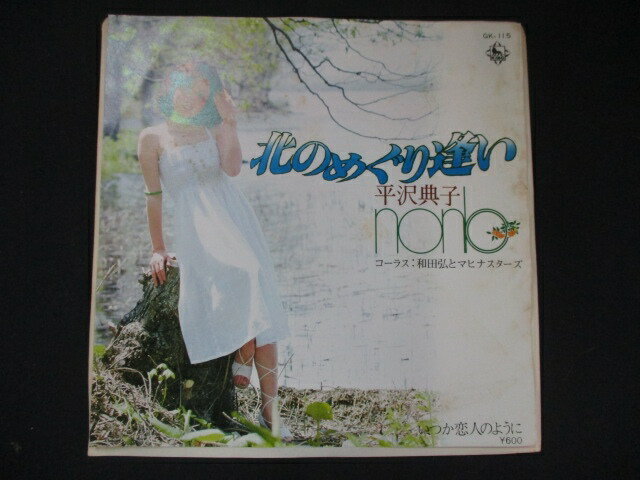 GK-115
北のめぐり逢い
平沢典子
nonko
コーラス:和田弘とマヒナスターズ
いつか恋人のように
¥600